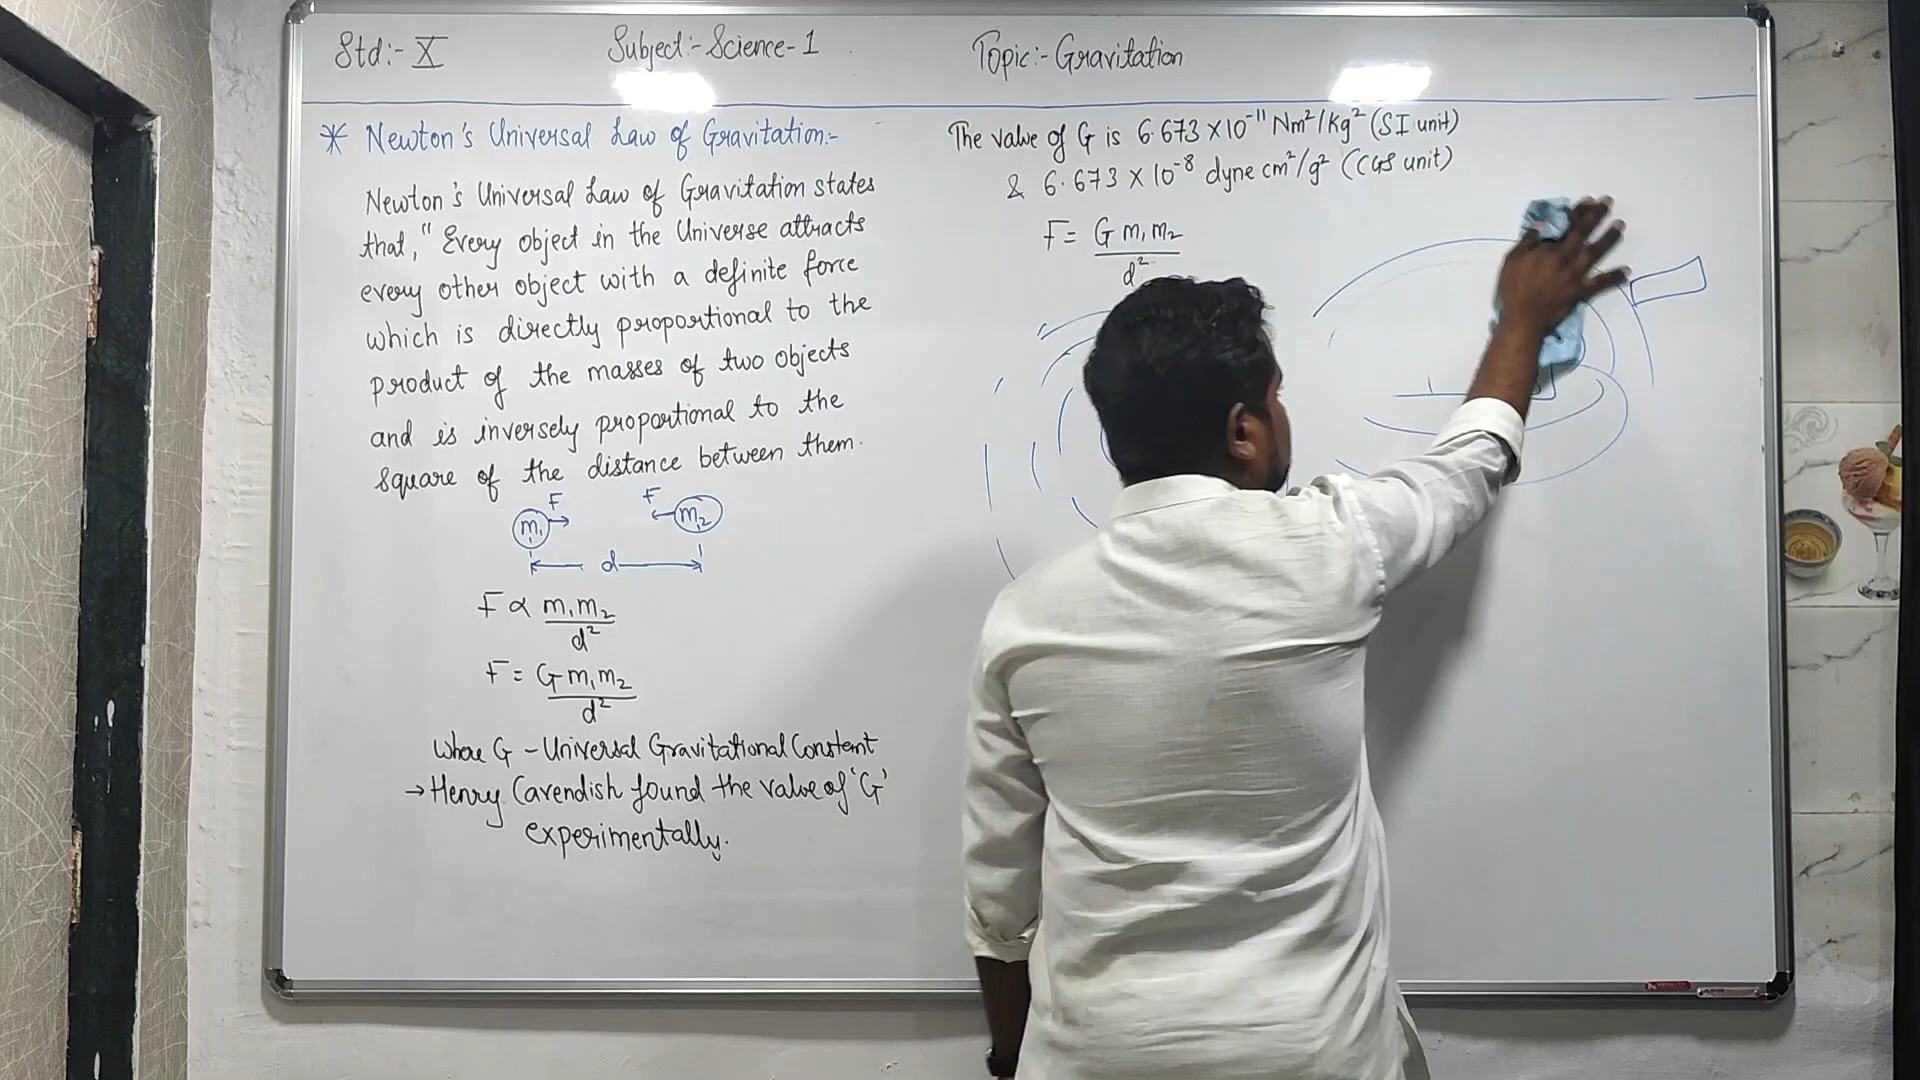 Std:- X
Subject:- Science-1
Topic:- Gravitation
* Newton's Universal Law of Gravitation:-
Newton's Universal Law of Gravitation states
that, "Every object in the Universe attracts
every other object with a definite force
which is directly proportional to the
product of the masses of two objects
and is inversely proportional to the
square of the distance between them.
F F
m₁ m₂
d
F ∝ m₁m₂
d²
F = G m₁m₂
d²
where G - Universal Gravitational Constant
→ Henry Cavendish found the value of 'G'
experimentally.
The value of G is 6.673 × 10⁻¹¹ Nm²/kg² (SI unit)
& 6.673 × 10⁻⁸ dyne cm²/g² (CGS unit)
F = G m₁ m₂
d²